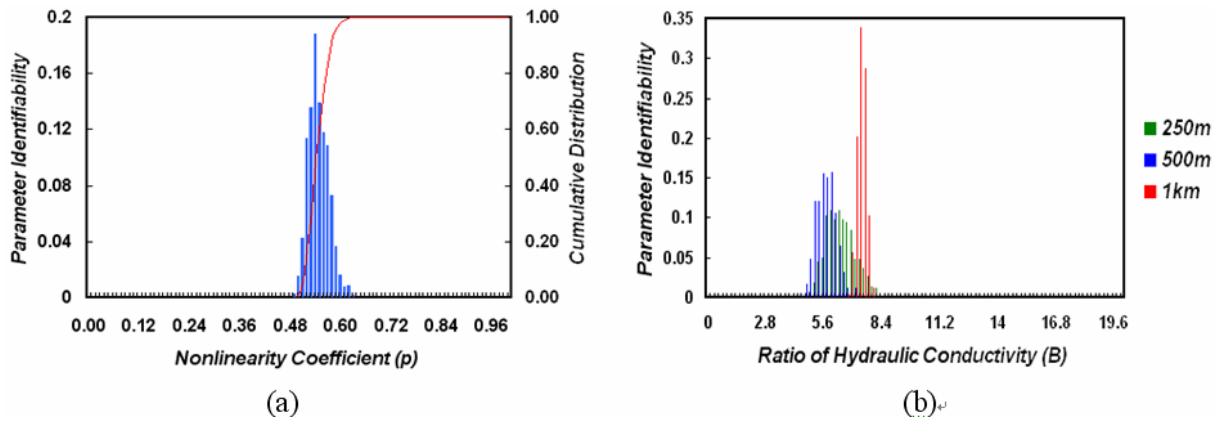 0.2
0.16
0.12
0.08
0.04
0
Parameter Identifiability
1.00
0.80
0.60
0.40
0.20
0.00
Cumulative Distribution
0.00 0.12 0.24 0.36 0.48 0.60 0.72 0.84 0.96
Nonlinearity Coefficient (p)
(a)
0.35
0.3
0.25
0.2
0.15
0.1
0.05
0
Parameter Identifiability
0 2.8 5.6 8.4 11.2 14 16.8 19.6
Ratio of Hydraulic Conductivity (B)
250m
500m
1km
(b)